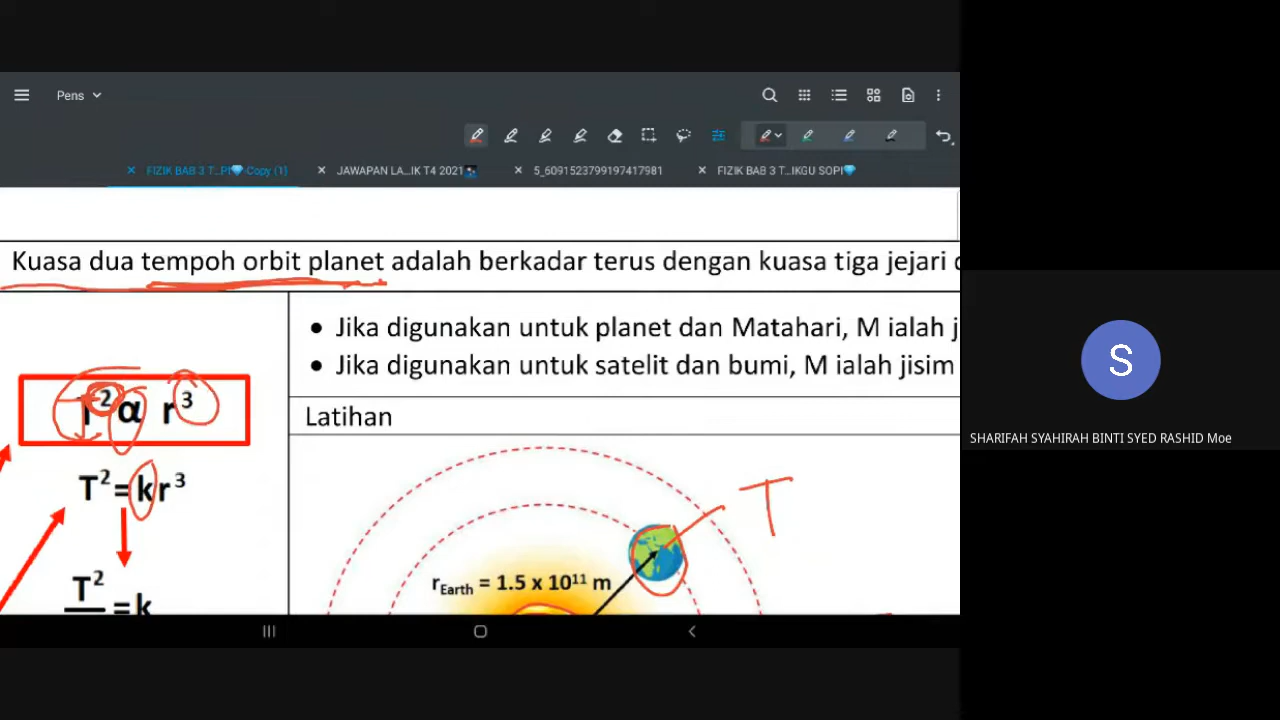 Pens
FIZIK BAB 3 T..P💎 Copy (1)
JAWAPAN LA...IK T4 2021
5_6091523799197417981
FIZIK BAB 3 T...IKGU SOPI💎
Kuasa dua tempoh orbit planet adalah berkadar terus dengan kuasa tiga jejari
• Jika digunakan untuk planet dan Matahari, M ialah j
• Jika digunakan untuk satelit dan bumi, M ialah jisim
T² α r³
Latihan
T² = kr³
T
T² = k
r_Earth = 1.5 x 10¹¹ m
S
SHARIFAH SYAHIRAH BINTI SYED RASHID Moe